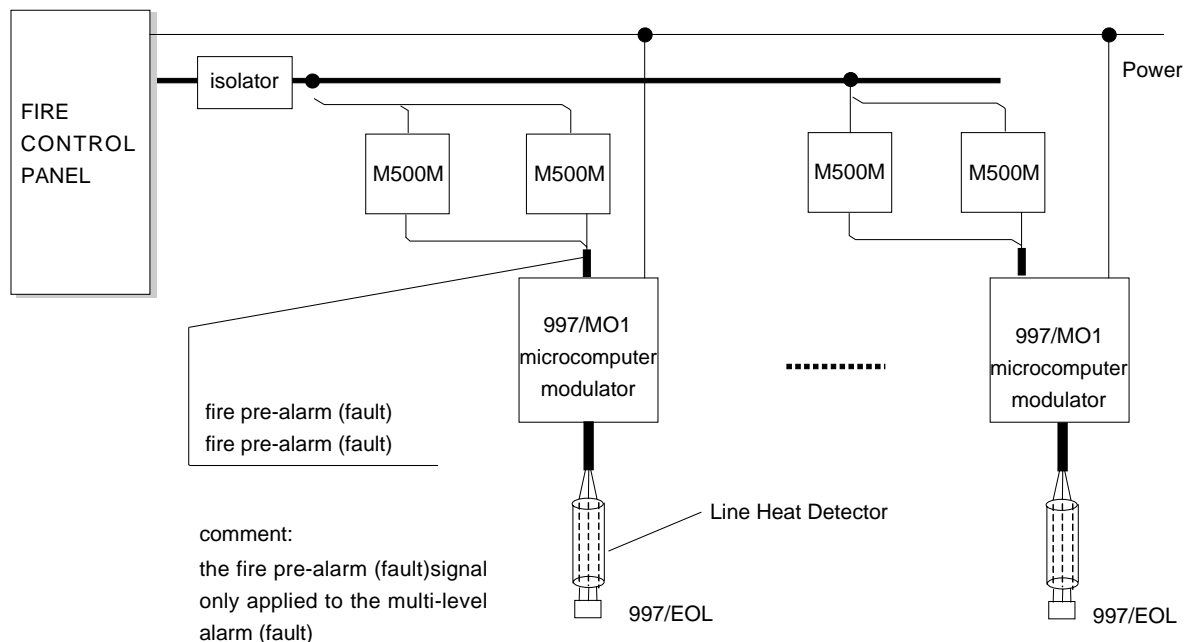 Power
isolator
FIRE
CONTROL
PANEL
M500M
M500M
M500M
M500M
997/MO1
microcomputer
modulator
997/MO1
microcomputer
modulator
fire pre-alarm (fault)
fire pre-alarm (fault)
Line Heat Detector
comment:
the fire pre-alarm (fault)signal
only applied to the multi-level
alarm (fault)
997/EOL
997/EOL